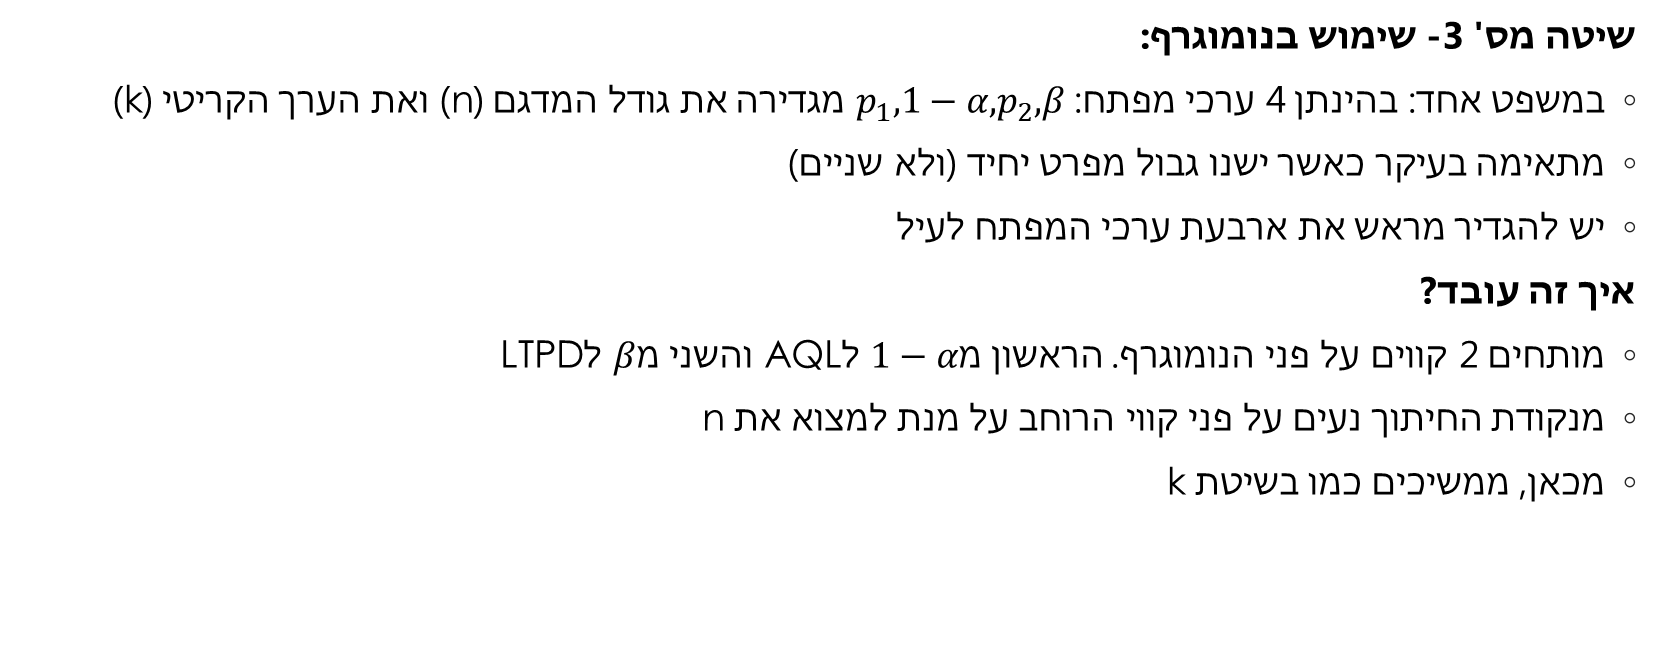 שיטה מס' 3- שימוש בנומוגרף:
◦ במשפט אחד: בהינתן 4 ערכי מפתח: p₁,1 − α,p₂,β מגדירה את גודל המדגם (n) ואת הערך הקריטי (k)
◦ מתאימה בעיקר כאשר ישנו גבול מפרט יחיד (ולא שניים)
◦ יש להגדיר מראש את ארבעת ערכי המפתח לעיל
איך זה עובד?
◦ מותחים 2 קווים על פני הנומוגרף. הראשון מ1 − α לAQL והשני מβ לLTPD
◦ מנקודת החיתוך נעים על פני קווי הרוחב על מנת למצוא את n
◦ מכאן, ממשיכים כמו בשיטת k